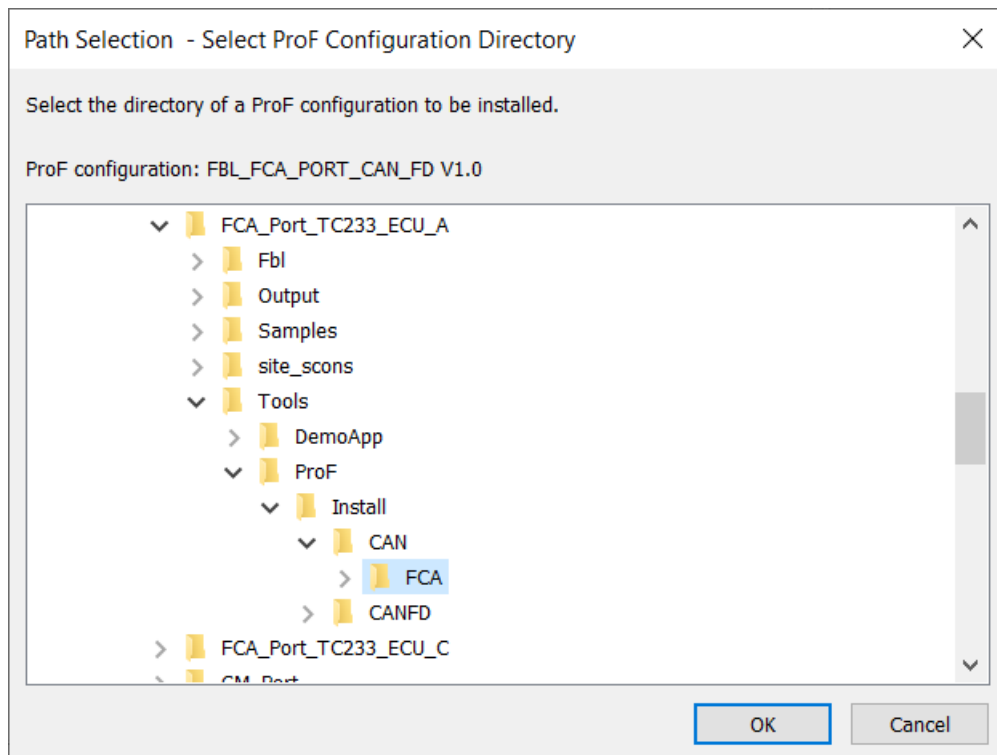 Path Selection - Select ProF Configuration Directory
Select the directory of a ProF configuration to be installed.
ProF configuration: FBL_FCA_PORT_CAN_FD V1.0
FCA_Port_TC233_ECU_A
Fbl
Output
Samples
site_scons
Tools
DemoApp
ProF
Install
CAN
FCA
CANFD
FCA_Port_TC233_ECU_C
OK Cancel